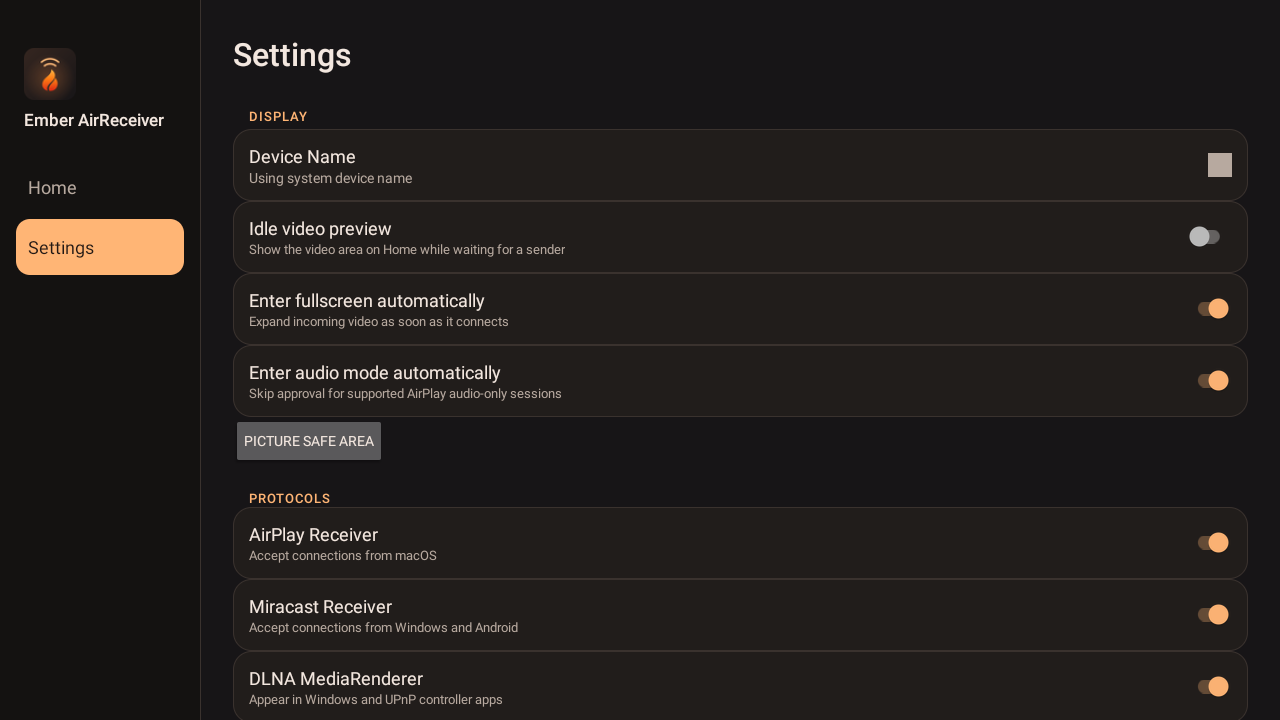 Ember AirReceiver
Home
Settings
Settings
DISPLAY
Device Name
Using system device name
Idle video preview
Show the video area on Home while waiting for a sender
Enter fullscreen automatically
Expand incoming video as soon as it connects
Enter audio mode automatically
Skip approval for supported AirPlay audio-only sessions
PICTURE SAFE AREA
PROTOCOLS
AirPlay Receiver
Accept connections from macOS
Miracast Receiver
Accept connections from Windows and Android
DLNA MediaRenderer
Appear in Windows and UPnP controller apps